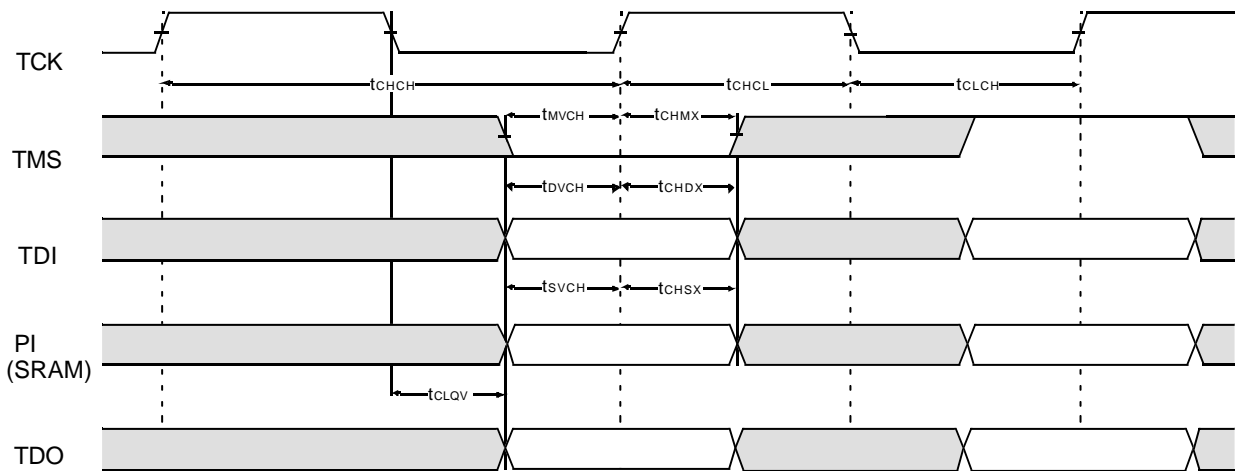 TCK
tCHCH
tCHCL
tCLCH
tMVCH
tCHMX
TMS
tDVCH
tCHDX
TDI
tSVCH
tCHSX
PI
(SRAM)
tCLQV
TDO